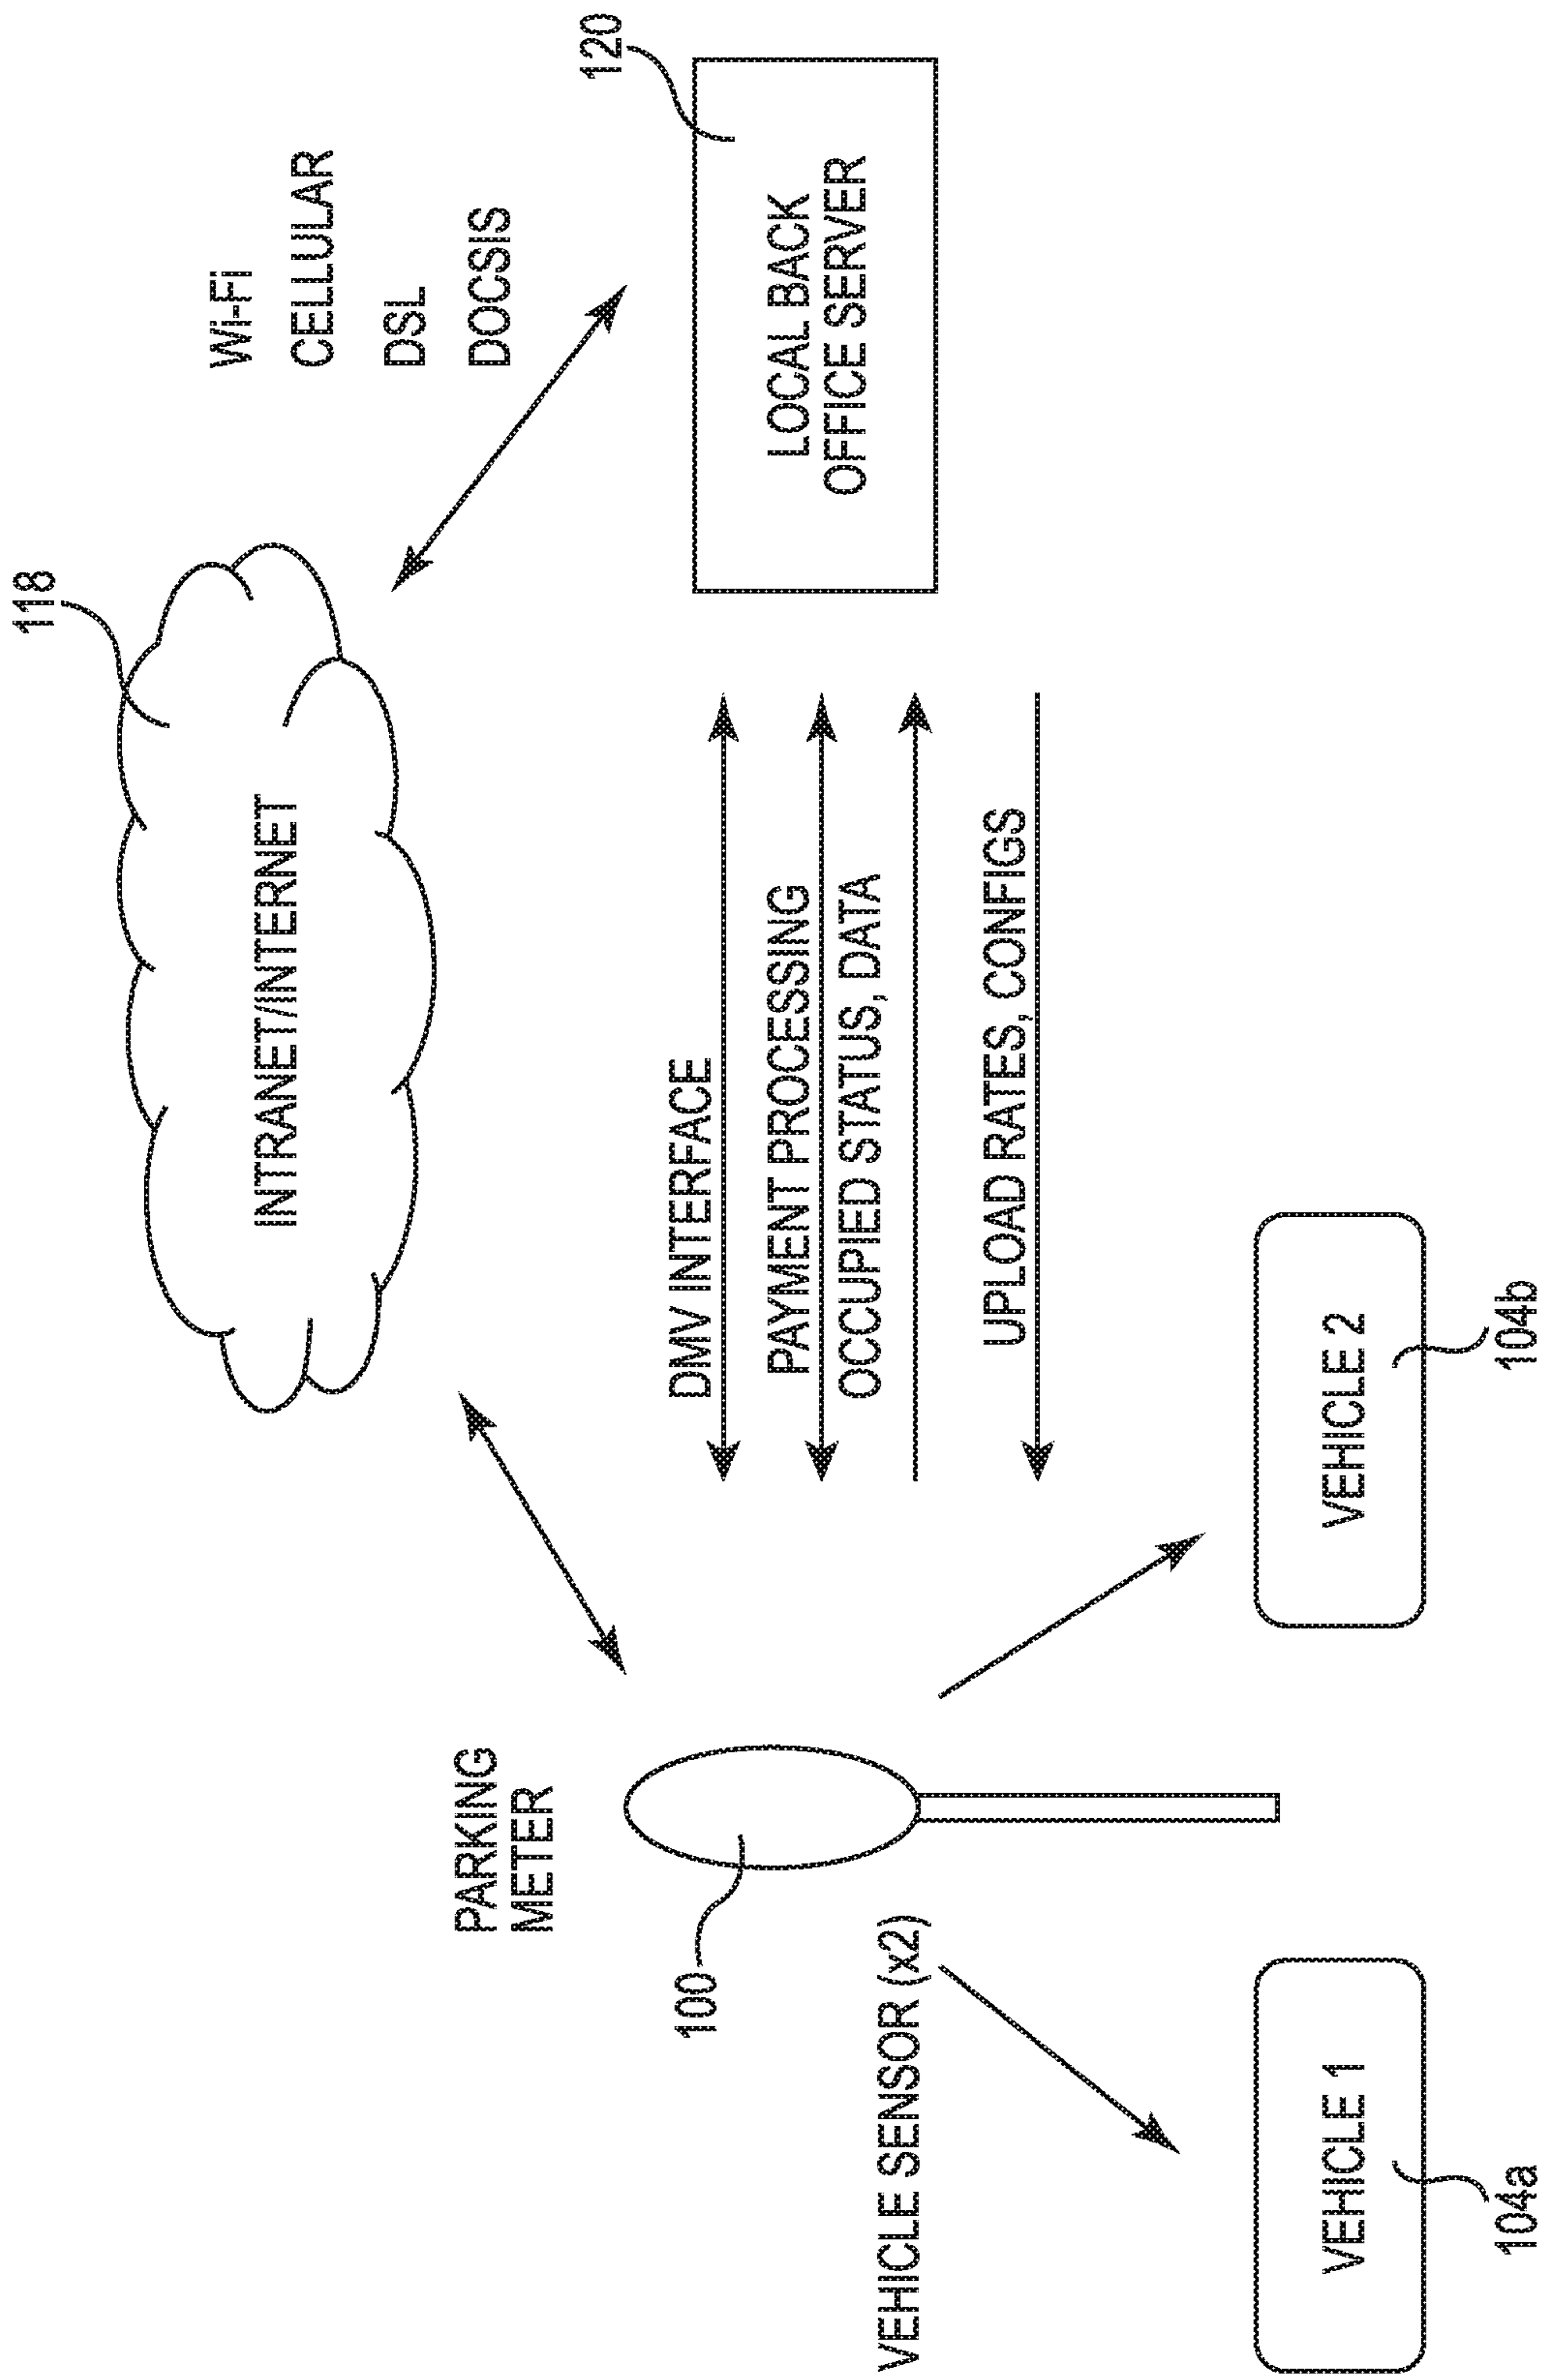 118
INTRANET/INTERNET
Wi-Fi
CELLULAR
DSL
DOCSIS
120
LOCAL BACK
OFFICE SERVER
PARKING
METER
100
DMV INTERFACE
PAYMENT PROCESSING
OCCUPIED STATUS, DATA
UPLOAD RATES, CONFIGS
VEHICLE SENSOR (x2)
VEHICLE 1
104a
VEHICLE 2
104b